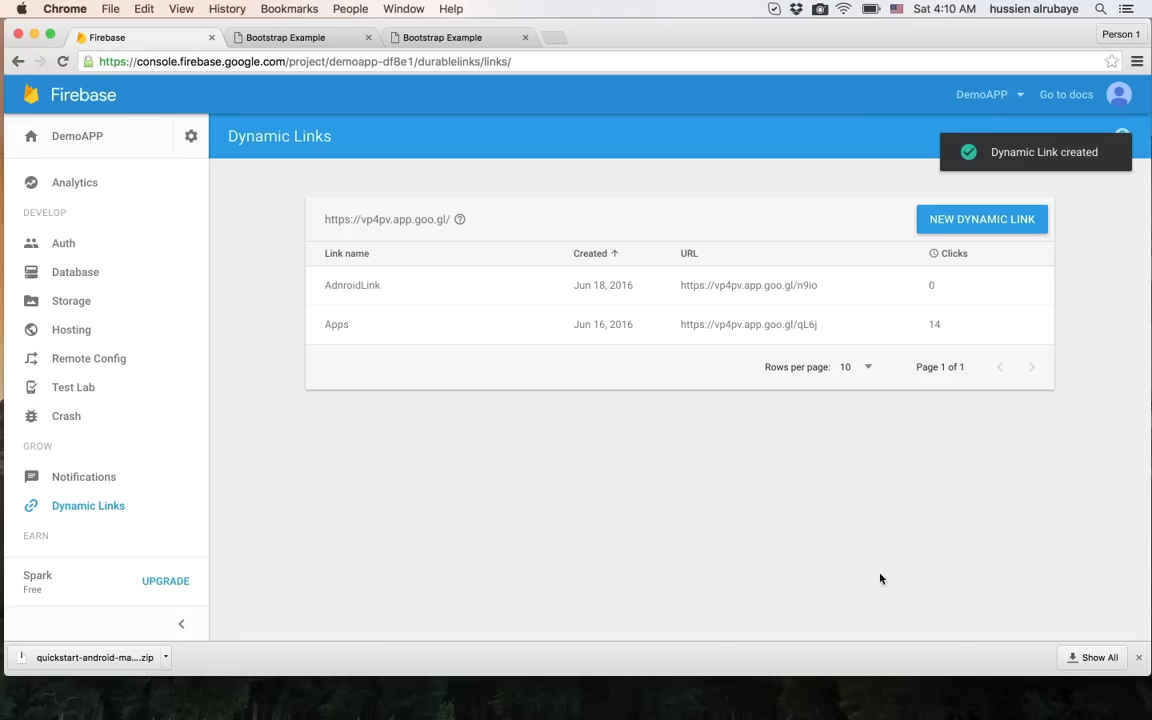 Chrome File Edit View History Bookmarks People Window Help Sat 4:10 AM hussien alrubaye
Firebase Bootstrap Example Bootstrap Example Person 1
https://console.firebase.google.com/project/demoapp-df8e1/durablelinks/links/
Firebase DemoAPP Go to docs
DemoAPP Dynamic Links
Dynamic Link created
Analytics
DEVELOP
Auth
Database
Storage
Hosting
Remote Config
Test Lab
Crash
GROW
Notifications
Dynamic Links
EARN
Spark
Free
UPGRADE
https://vp4pv.app.goo.gl/ NEW DYNAMIC LINK
Link name Created URL Clicks
AdnroidLink Jun 18, 2016 https://vp4pv.app.goo.gl/n9io 0
Apps Jun 16, 2016 https://vp4pv.app.goo.gl/qL6j 14
Rows per page: 10 Page 1 of 1
quickstart-android-ma....zip Show All